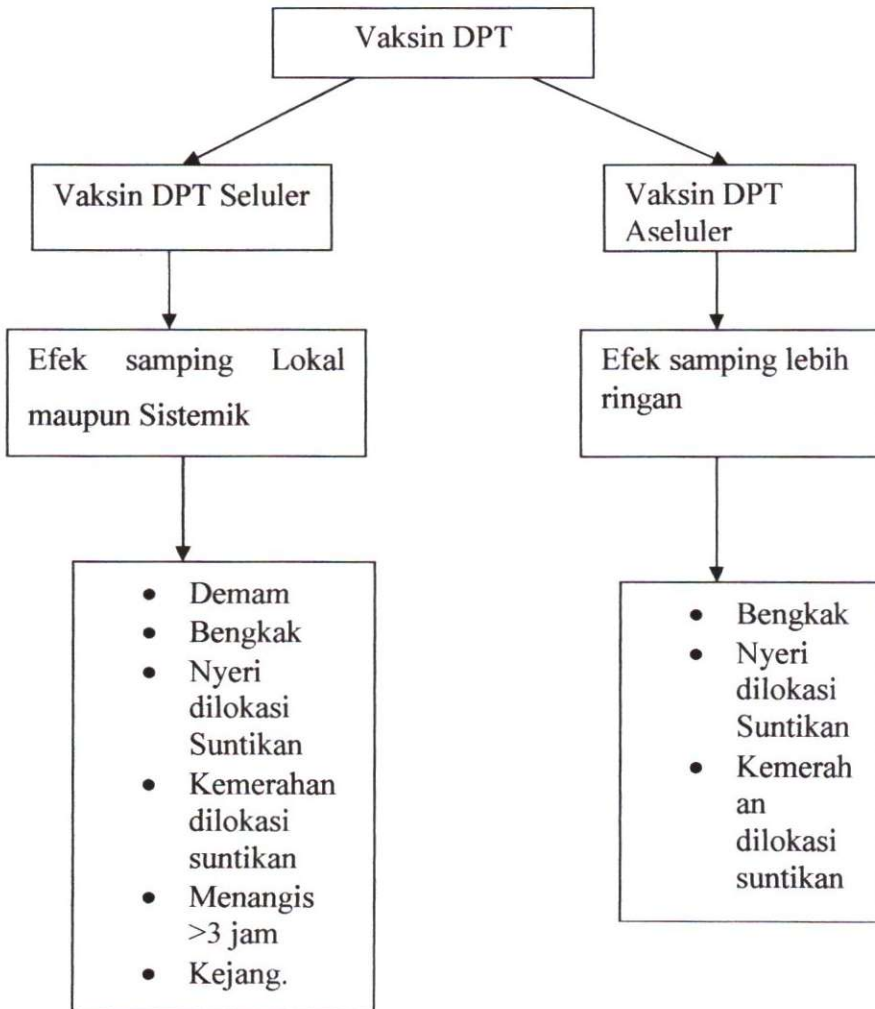 Vaksin DPT
Vaksin DPT Seluler
Vaksin DPT
Aseluler
Efek samping Lokal
maupun Sistemik
Efek samping lebih
ringan
• Demam
• Bengkak
• Nyeri
dilokasi
Suntikan
• Kemerahan
dilokasi
suntikan
• Menangis
>3 jam
• Kejang.
• Bengkak
• Nyeri
dilokasi
Suntikan
• Kemerah
an
dilokasi
suntikan